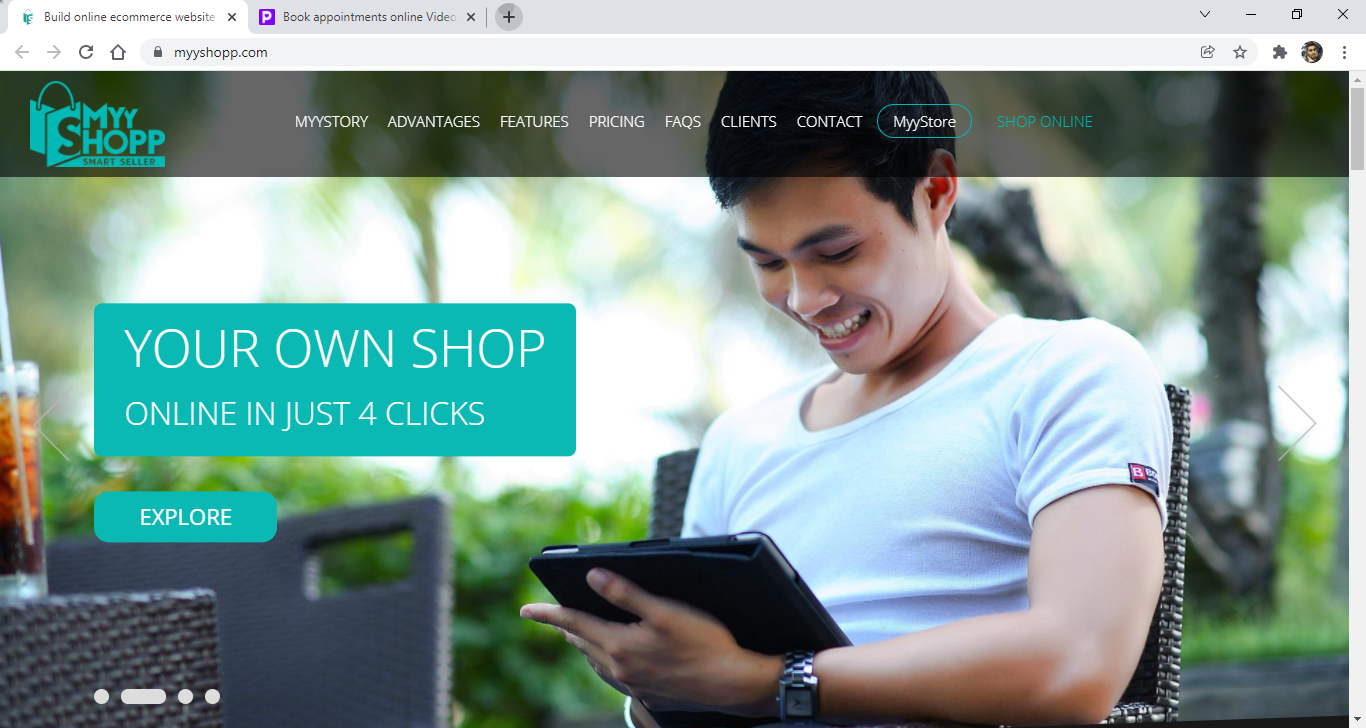 Build online ecommerce website
Book appointments online Video
myyshopp.com
MYY
SHOPP
SMART SELLER
MYYSTORY
ADVANTAGES
FEATURES
PRICING
FAQS
CLIENTS
CONTACT
MyyStore
SHOP ONLINE
YOUR OWN SHOP
ONLINE IN JUST 4 CLICKS
EXPLORE